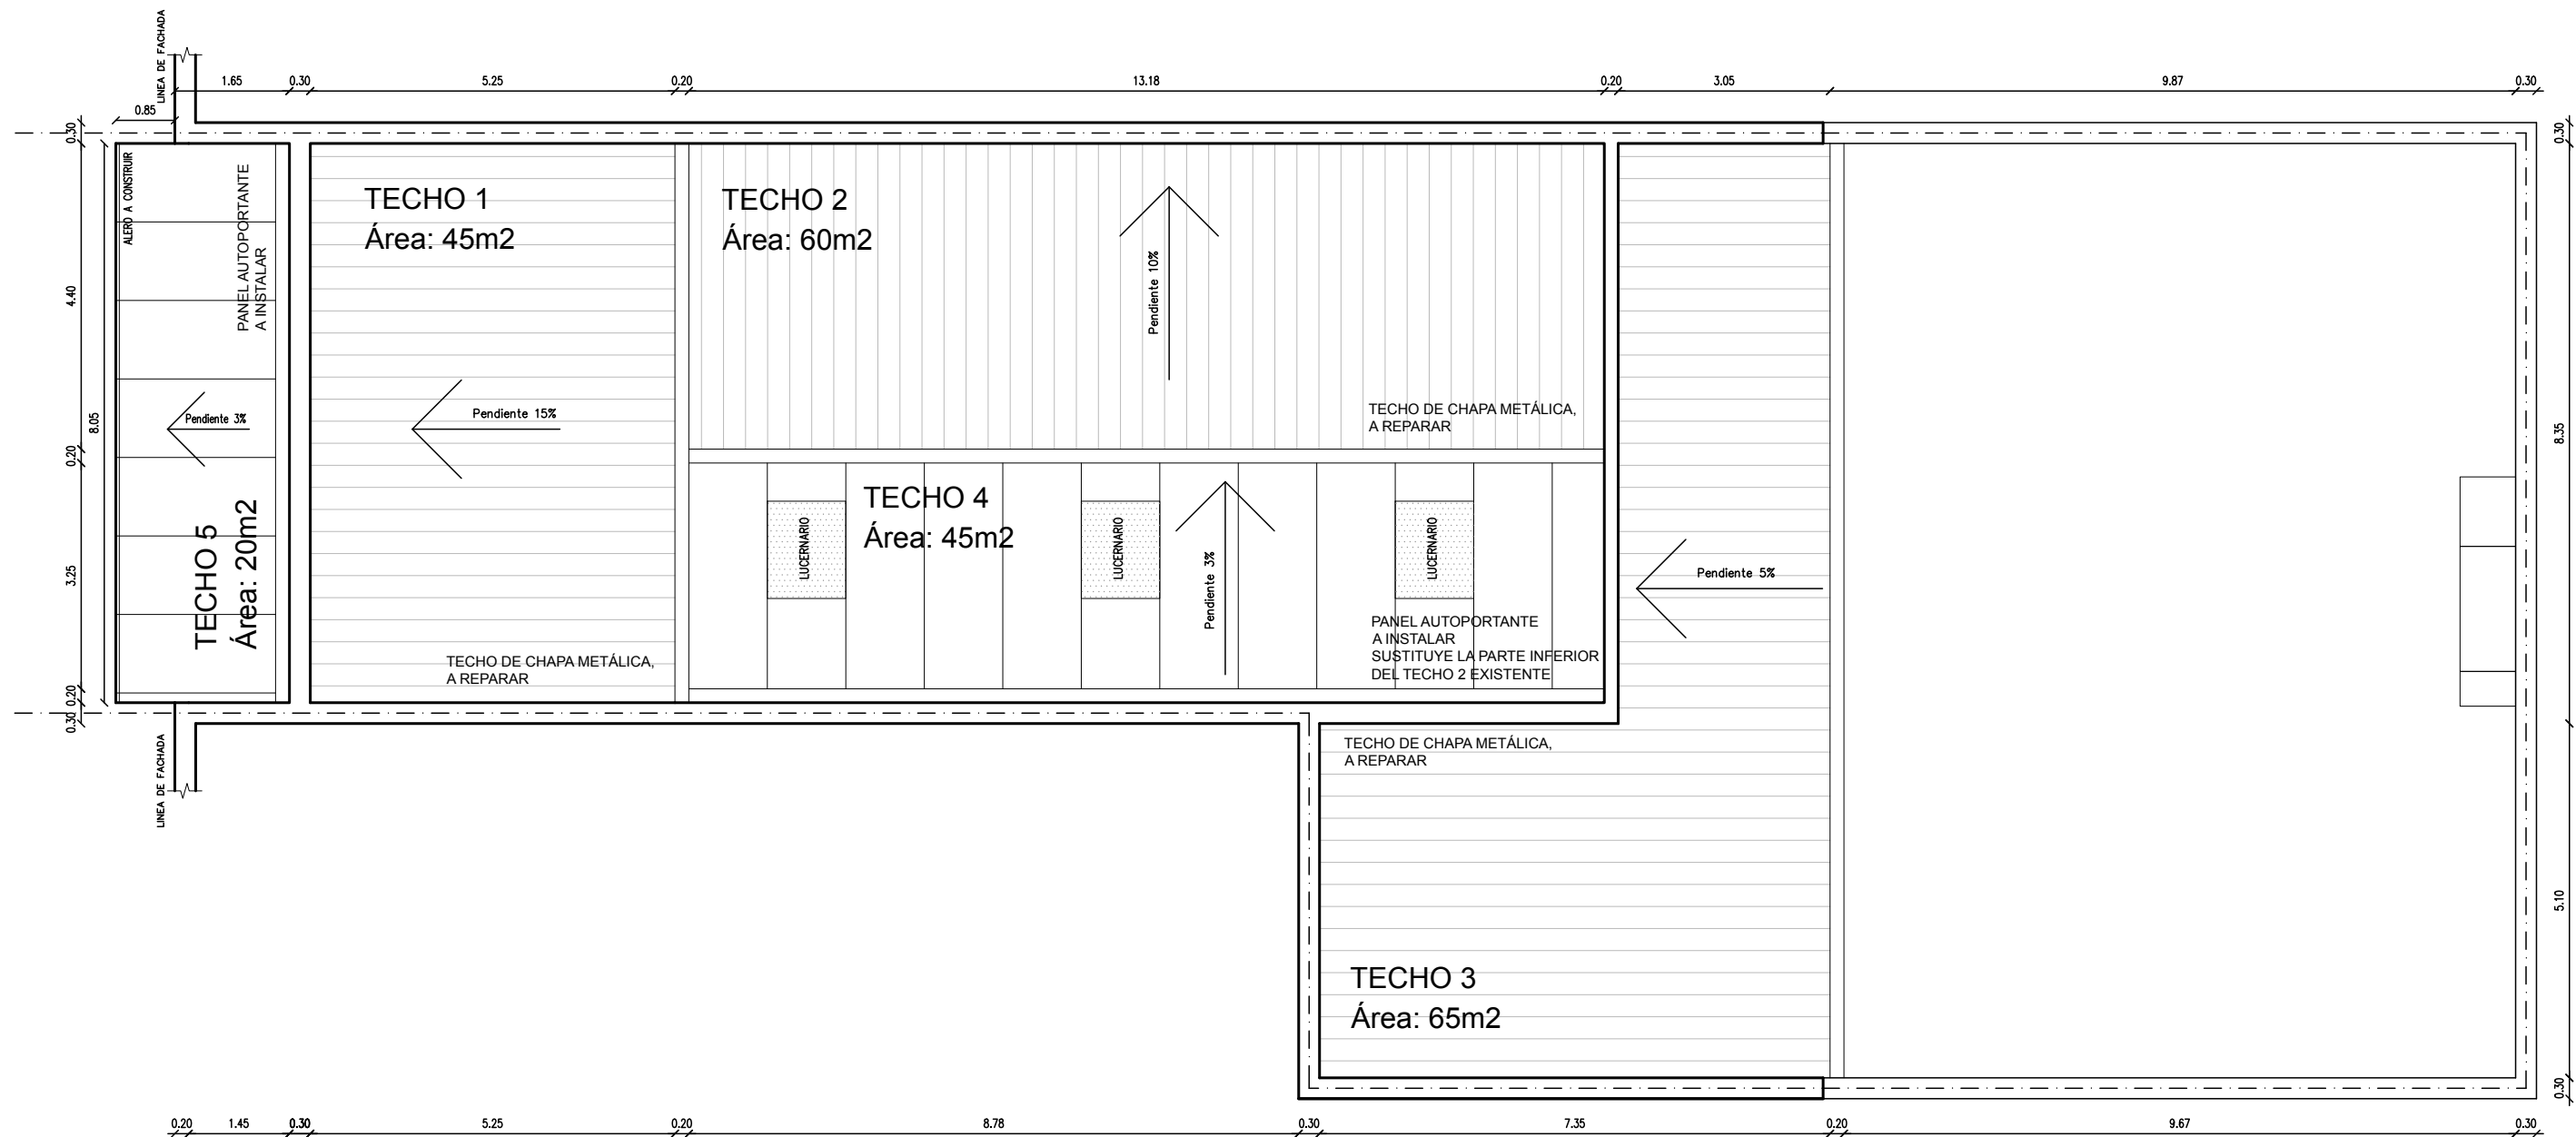 LINEA DE FACHADA
1.65
0.30
5.25
0.20
13.18
0.20
3.05
9.87
0.30
0.85
0.30
4.40
0.20
3.25
0.20
0.30
8.05
ALERO A CONSTRUIR
PANEL AUTOPORTANTE
A INSTALAR
Pendiente 3%
TECHO 5
Área: 20m2
TECHO 1
Área: 45m2
Pendiente 15%
TECHO DE CHAPA METÁLICA,
A REPARAR
TECHO 2
Área: 60m2
Pendiente 10%
TECHO DE CHAPA METÁLICA,
A REPARAR
TECHO 4
Área: 45m2
LUCERNARIO
LUCERNARIO
LUCERNARIO
Pendiente 3%
PANEL AUTOPORTANTE
A INSTALAR
SUSTITUYE LA PARTE INFERIOR
DEL TECHO 2 EXISTENTE
Pendiente 5%
TECHO DE CHAPA METÁLICA,
A REPARAR
TECHO 3
Área: 65m2
0.30
8.35
5.10
0.30
LINEA DE FACHADA
0.20
1.45
0.30
5.25
0.20
8.78
0.30
7.35
0.20
9.67
0.30